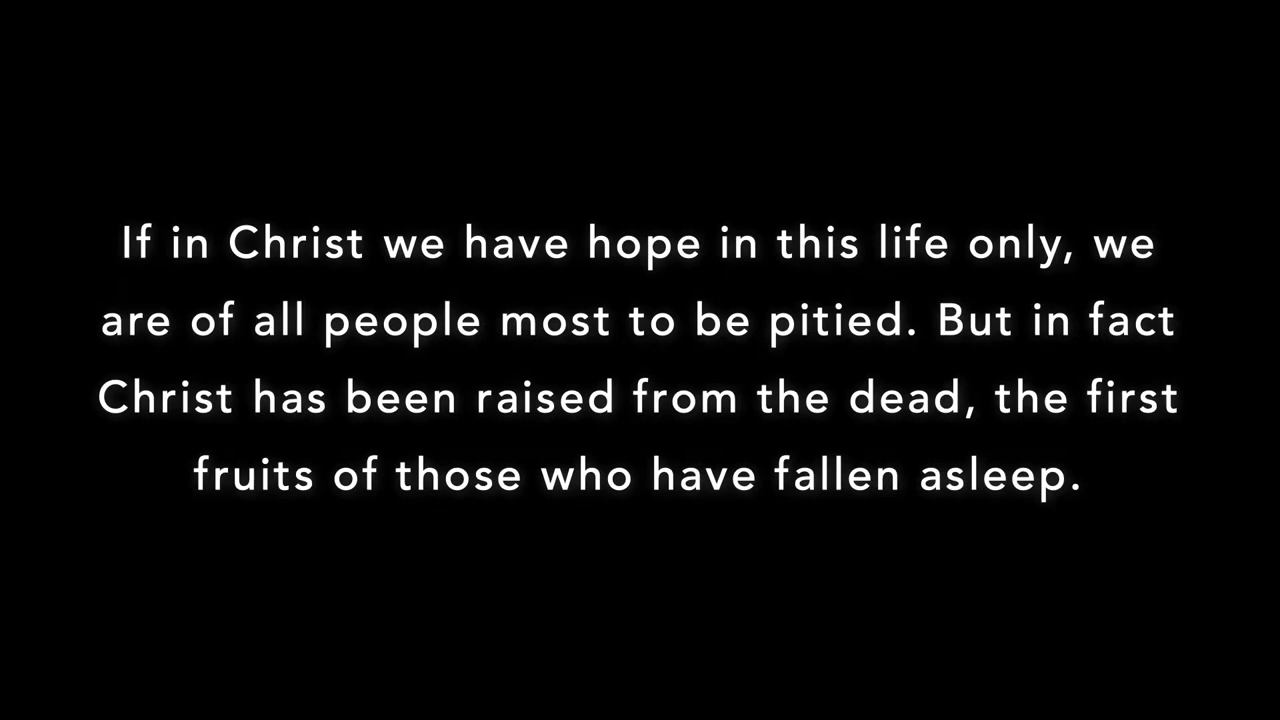 If in Christ we have hope in this life only, we
are of all people most to be pitied. But in fact
Christ has been raised from the dead, the first
fruits of those who have fallen asleep.